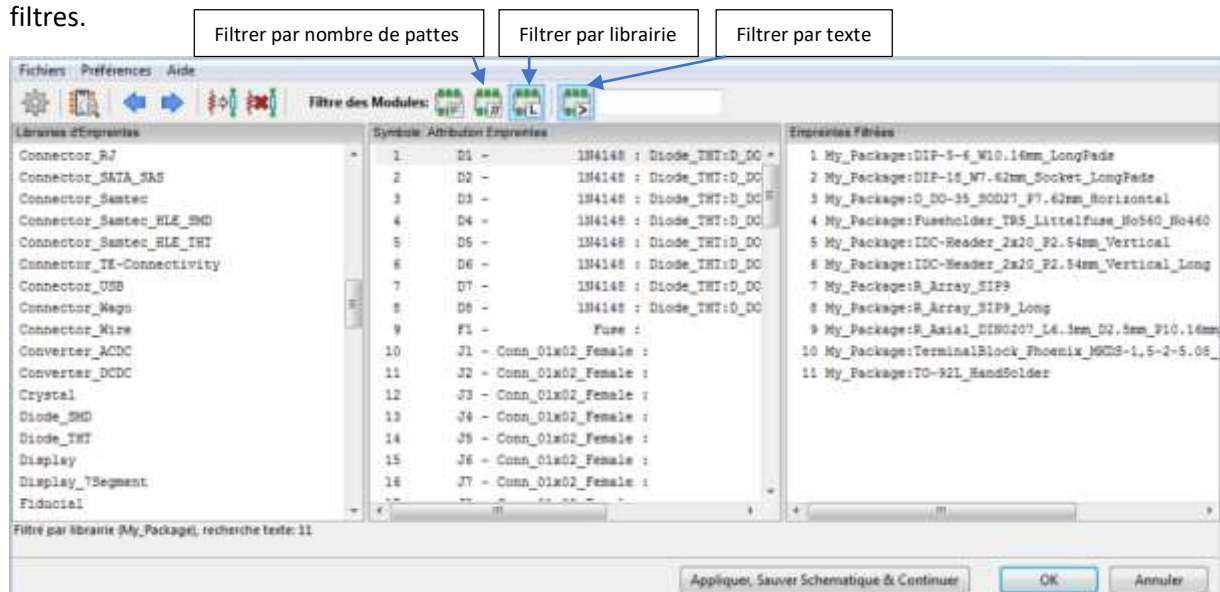 filtres.
Filtrer par nombre de pattes
Filtrer par librairie
Filtrer par texte
Fichiers Préférences Aide
Filtre des Modules:
Librairies d'Empreintes
Connector_RJ
Connector_SATA_SAS
Connector_Samtec
Connector_Samtec_HLE_SMD
Connector_Samtec_HLE_THT
Connector_TE-Connectivity
Connector_USB
Connector_Wago
Connector_Wire
Converter_ACDC
Converter_DCDC
Crystal
Diode_SMD
Diode_THT
Display
Display_7Segment
Fiducial
Symbole Attribution Empreintes
1 D1 - 1N4148 : Diode_THT:D_DO
2 D2 - 1N4148 : Diode_THT:D_DO
3 D3 - 1N4148 : Diode_THT:D_DO
4 D4 - 1N4148 : Diode_THT:D_DO
5 D5 - 1N4148 : Diode_THT:D_DO
6 D6 - 1N4148 : Diode_THT:D_DO
7 D7 - 1N4148 : Diode_THT:D_DO
8 D8 - 1N4148 : Diode_THT:D_DO
9 F1 - Fuse :
10 J1 - Conn_01x02_Female :
11 J2 - Conn_01x02_Female :
12 J3 - Conn_01x02_Female :
13 J4 - Conn_01x02_Female :
14 J5 - Conn_01x02_Female :
15 J6 - Conn_01x02_Female :
16 J7 - Conn_01x02_Female :
Empreintes Filtrées
1 My_Package:DIP-5-6_W10.16mm_LongPads
2 My_Package:DIP-18_W7.62mm_Socket_LongPads
3 My_Package:D_DO-35_SOD27_P7.62mm_Horizontal
4 My_Package:Fuseholder_TR5_Littelfuse_No560_No460
5 My_Package:IDC-Header_2x20_P2.54mm_Vertical
6 My_Package:IDC-Header_2x20_P2.54mm_Vertical_Long
7 My_Package:R_Array_SIP9
8 My_Package:R_Array_SIP9_Long
9 My_Package:R_Axial_DIN0207_L6.3mm_D2.5mm_P10.16mm
10 My_Package:TerminalBlock_Phoenix_MKDS-1,5-2-5.08_
11 My_Package:TO-92L_HandSolder
Filtré par librairie (My_Package), recherche texte: 11
Appliquer, Sauver Schematique & Continuer
OK
Annuler